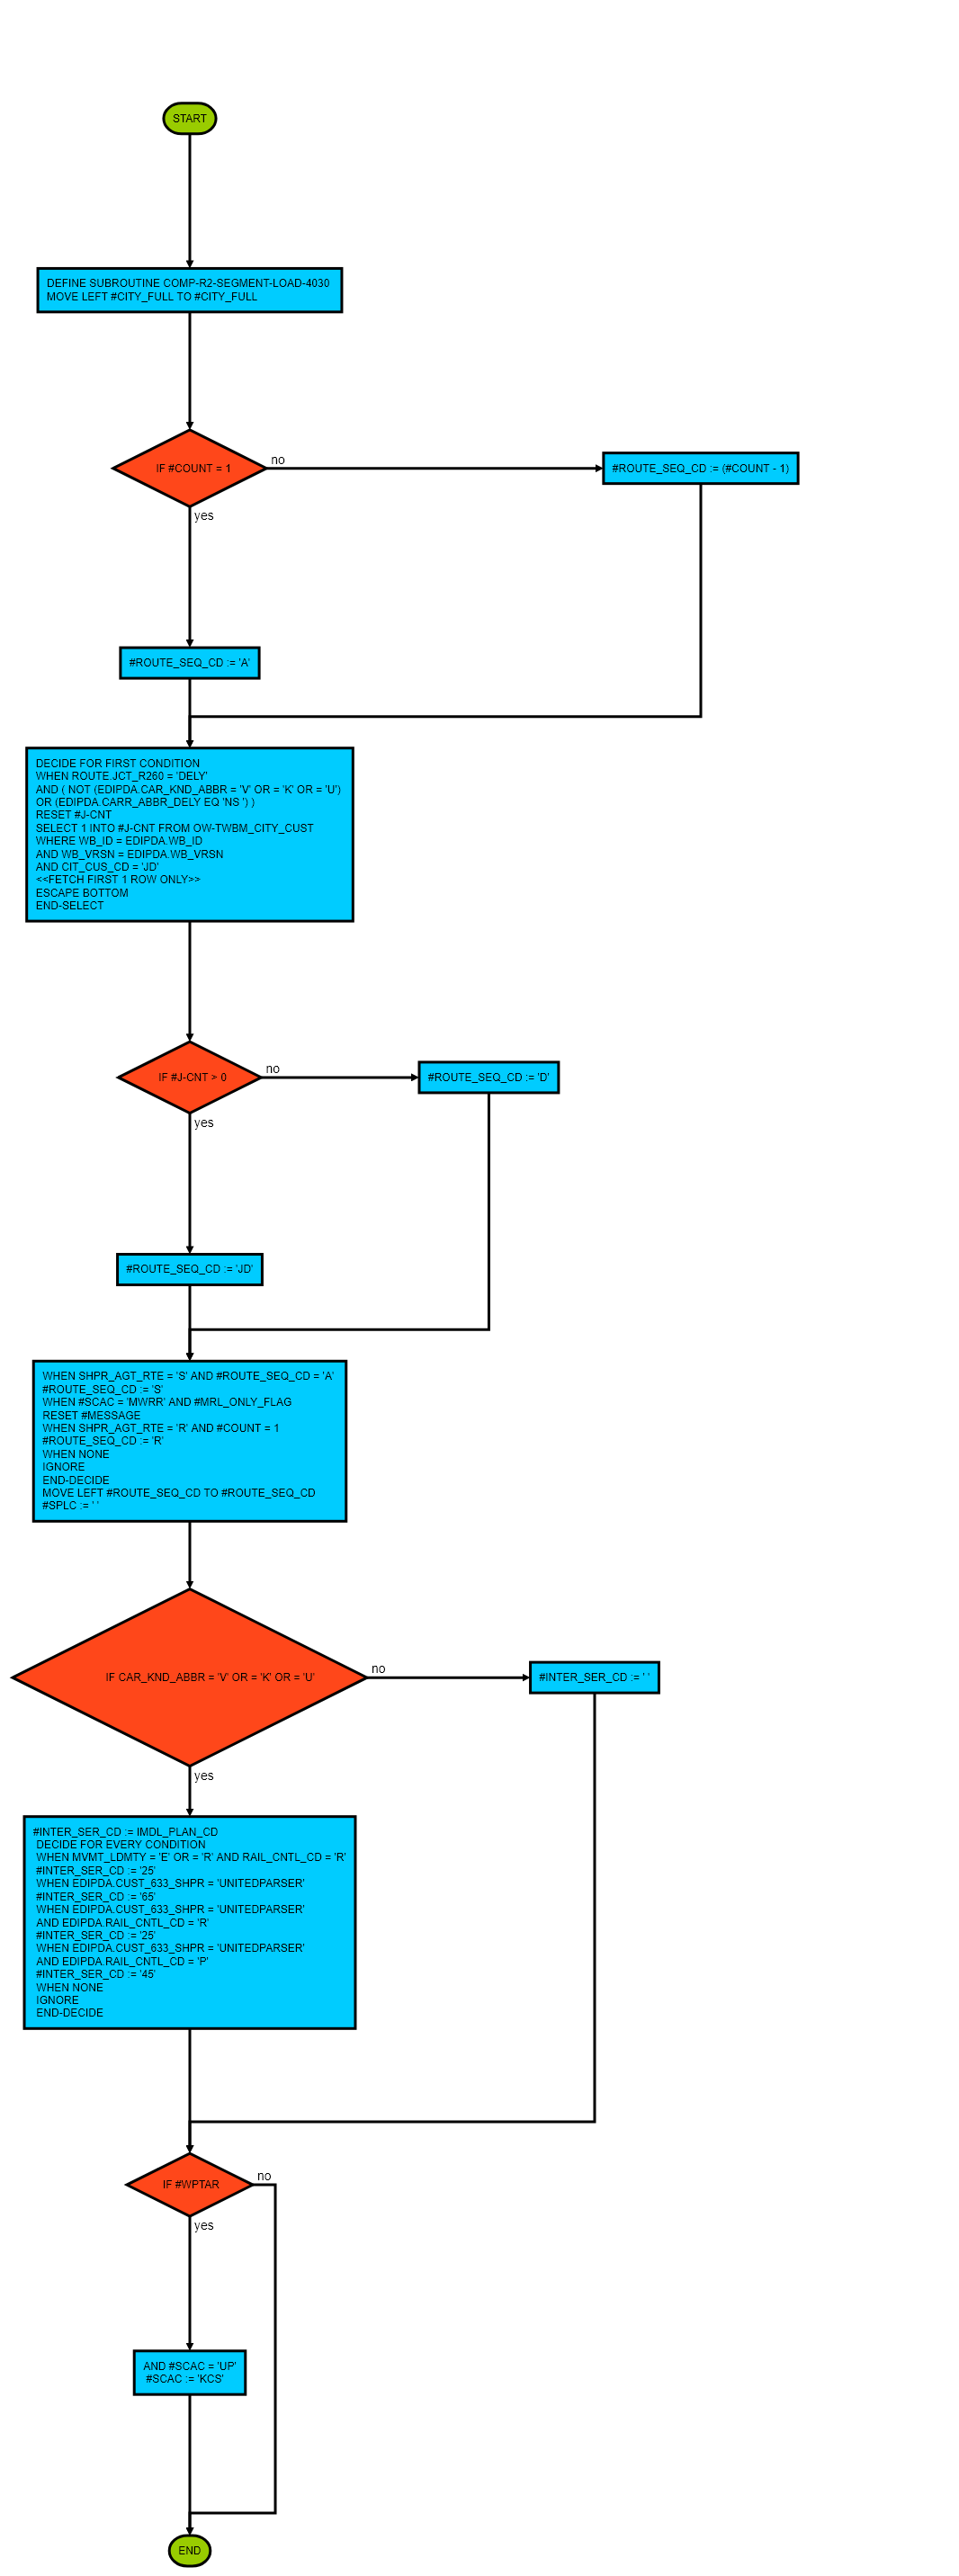 START
DEFINE SUBROUTINE COMP-R2-SEGMENT-LOAD-4030
MOVE LEFT #CITY_FULL TO #CITY_FULL
IF #COUNT = 1
no
#ROUTE_SEQ_CD := (#COUNT - 1)
yes
#ROUTE_SEQ_CD := 'A'
DECIDE FOR FIRST CONDITION
WHEN ROUTE.JCT_R260 = 'DELY'
AND ( NOT (EDIPDA.CAR_KND_ABBR = 'V' OR = 'K' OR = 'U')
OR (EDIPDA.CARR_ABBR_DELY EQ 'NS ') )
RESET #J-CNT
SELECT 1 INTO #J-CNT FROM OW-TWBM_CITY_CUST
WHERE WB_ID = EDIPDA.WB_ID
AND WB_VRSN = EDIPDA.WB_VRSN
AND CIT_CUS_CD = 'JD'
<<FETCH FIRST 1 ROW ONLY>>
ESCAPE BOTTOM
END-SELECT
IF #J-CNT > 0
no
#ROUTE_SEQ_CD := 'D'
yes
#ROUTE_SEQ_CD := 'JD'
WHEN SHPR_AGT_RTE = 'S' AND #ROUTE_SEQ_CD = 'A'
#ROUTE_SEQ_CD := 'S'
WHEN #SCAC = 'MWRR' AND #MRL_ONLY_FLAG
RESET #MESSAGE
WHEN SHPR_AGT_RTE = 'R' AND #COUNT = 1
#ROUTE_SEQ_CD := 'R'
WHEN NONE
IGNORE
END-DECIDE
MOVE LEFT #ROUTE_SEQ_CD TO #ROUTE_SEQ_CD
#SPLC := ' '
IF CAR_KND_ABBR = 'V' OR = 'K' OR = 'U'
no
#INTER_SER_CD := ' '
yes
#INTER_SER_CD := IMDL_PLAN_CD
DECIDE FOR EVERY CONDITION
WHEN MVMT_LDMTY = 'E' OR = 'R' AND RAIL_CNTL_CD = 'R'
#INTER_SER_CD := '25'
WHEN EDIPDA.CUST_633_SHPR = 'UNITEDPARSER'
#INTER_SER_CD := '65'
WHEN EDIPDA.CUST_633_SHPR = 'UNITEDPARSER'
AND EDIPDA.RAIL_CNTL_CD = 'R'
#INTER_SER_CD := '25'
WHEN EDIPDA.CUST_633_SHPR = 'UNITEDPARSER'
AND EDIPDA.RAIL_CNTL_CD = 'P'
#INTER_SER_CD := '45'
WHEN NONE
IGNORE
END-DECIDE
IF #WPTAR
no
yes
AND #SCAC = 'UP'
#SCAC := 'KCS'
END